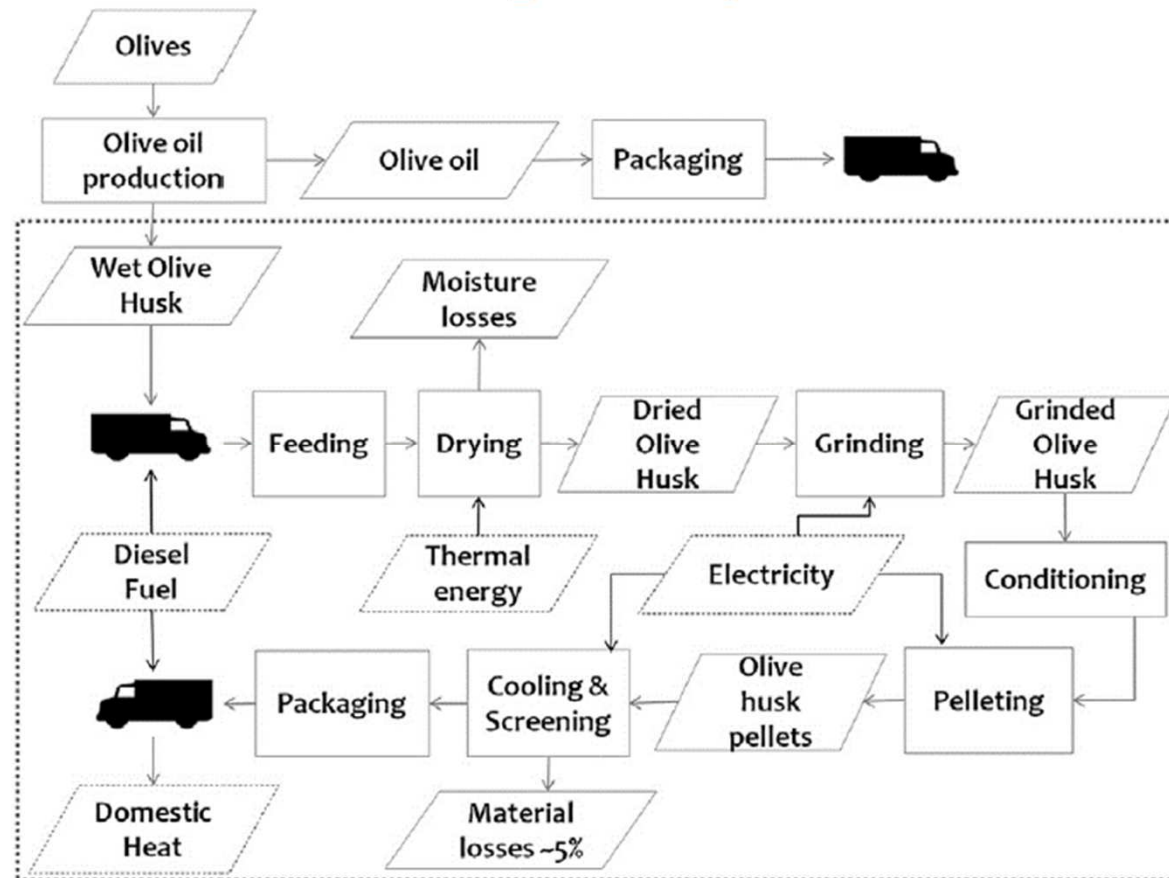 Olives
Olive oil
production
Olive oil
Packaging
Wet Olive
Husk
Moisture
losses
Feeding
Drying
Dried
Olive
Husk
Grinding
Grinded
Olive
Husk
Diesel
Fuel
Thermal
energy
Electricity
Conditioning
Packaging
Cooling &
Screening
Olive
husk
pellets
Pelleting
Domestic
Heat
Material
losses ~5%